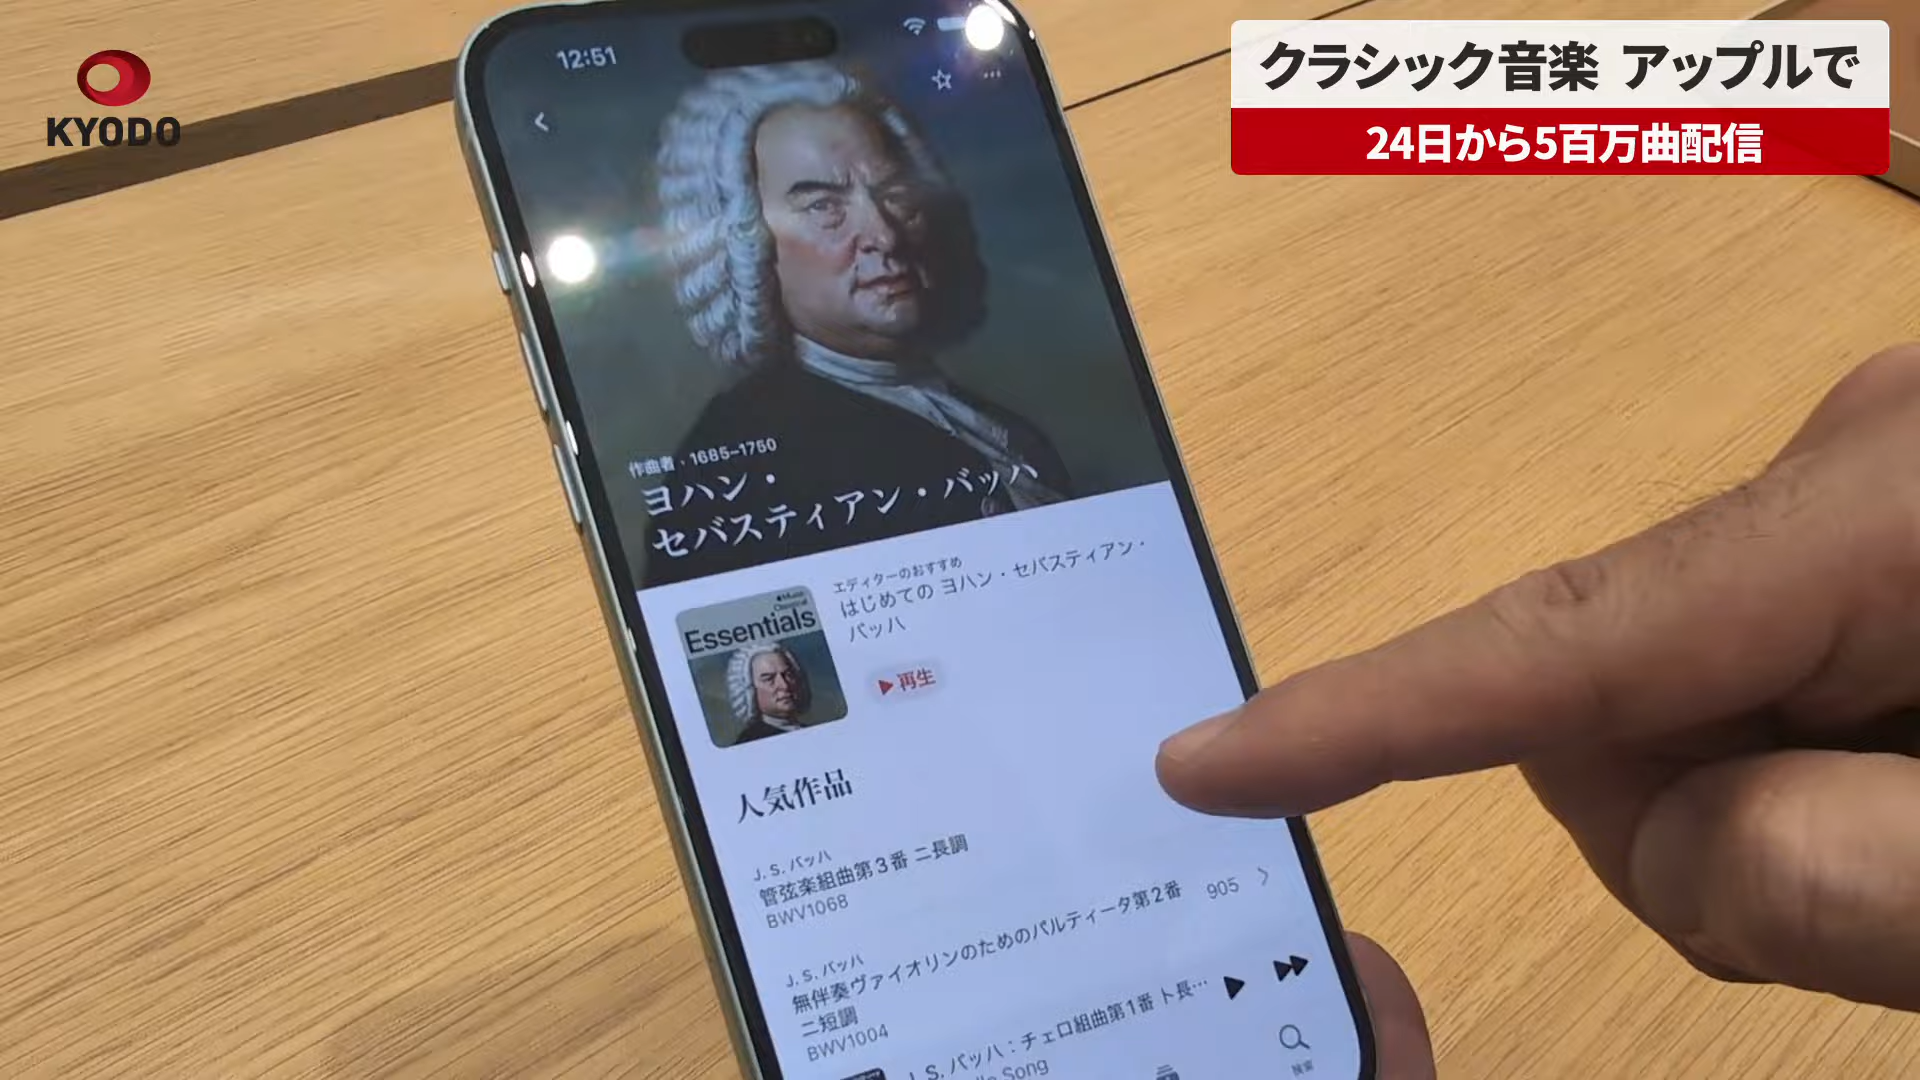 KYODO
クラシック音楽 アップルで
24日から5百万曲配信
12:51
作曲者・1685–1750
ヨハン・
セバスティアン・バッハ
Essentials
エディターのおすすめ
はじめての ヨハン・セバスティアン・
バッハ
再生
人気作品
J. S. バッハ
管弦楽組曲第3番 ニ長調
BWV1068
J. S. バッハ
無伴奏ヴァイオリンのためのパルティータ第2番
ニ短調
BWV1004
905
J. S. バッハ：チェロ組曲第1番 ト長…
Song
検索